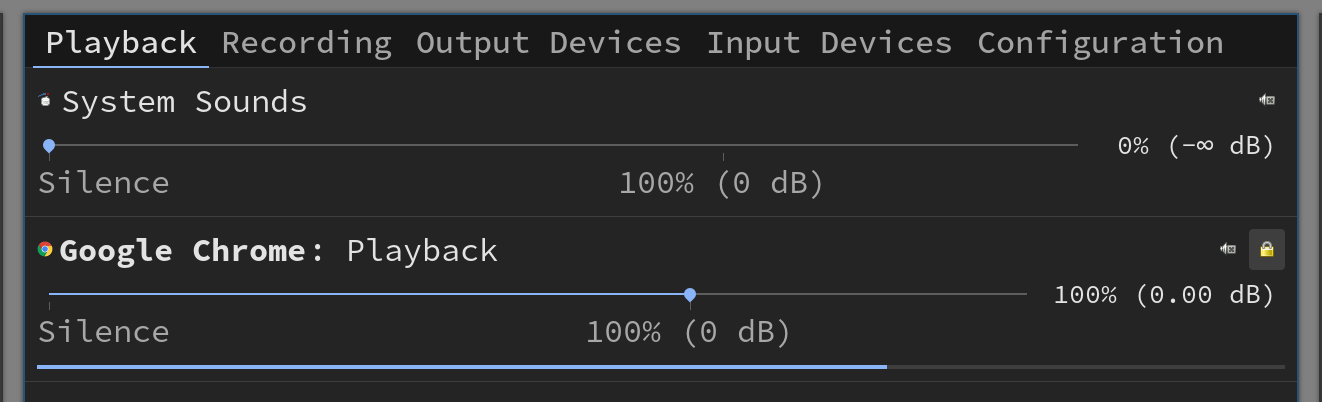 Playback Recording Output Devices Input Devices Configuration
System Sounds
0% (−∞ dB)
Silence 100% (0 dB)
Google Chrome: Playback
100% (0.00 dB)
Silence 100% (0 dB)